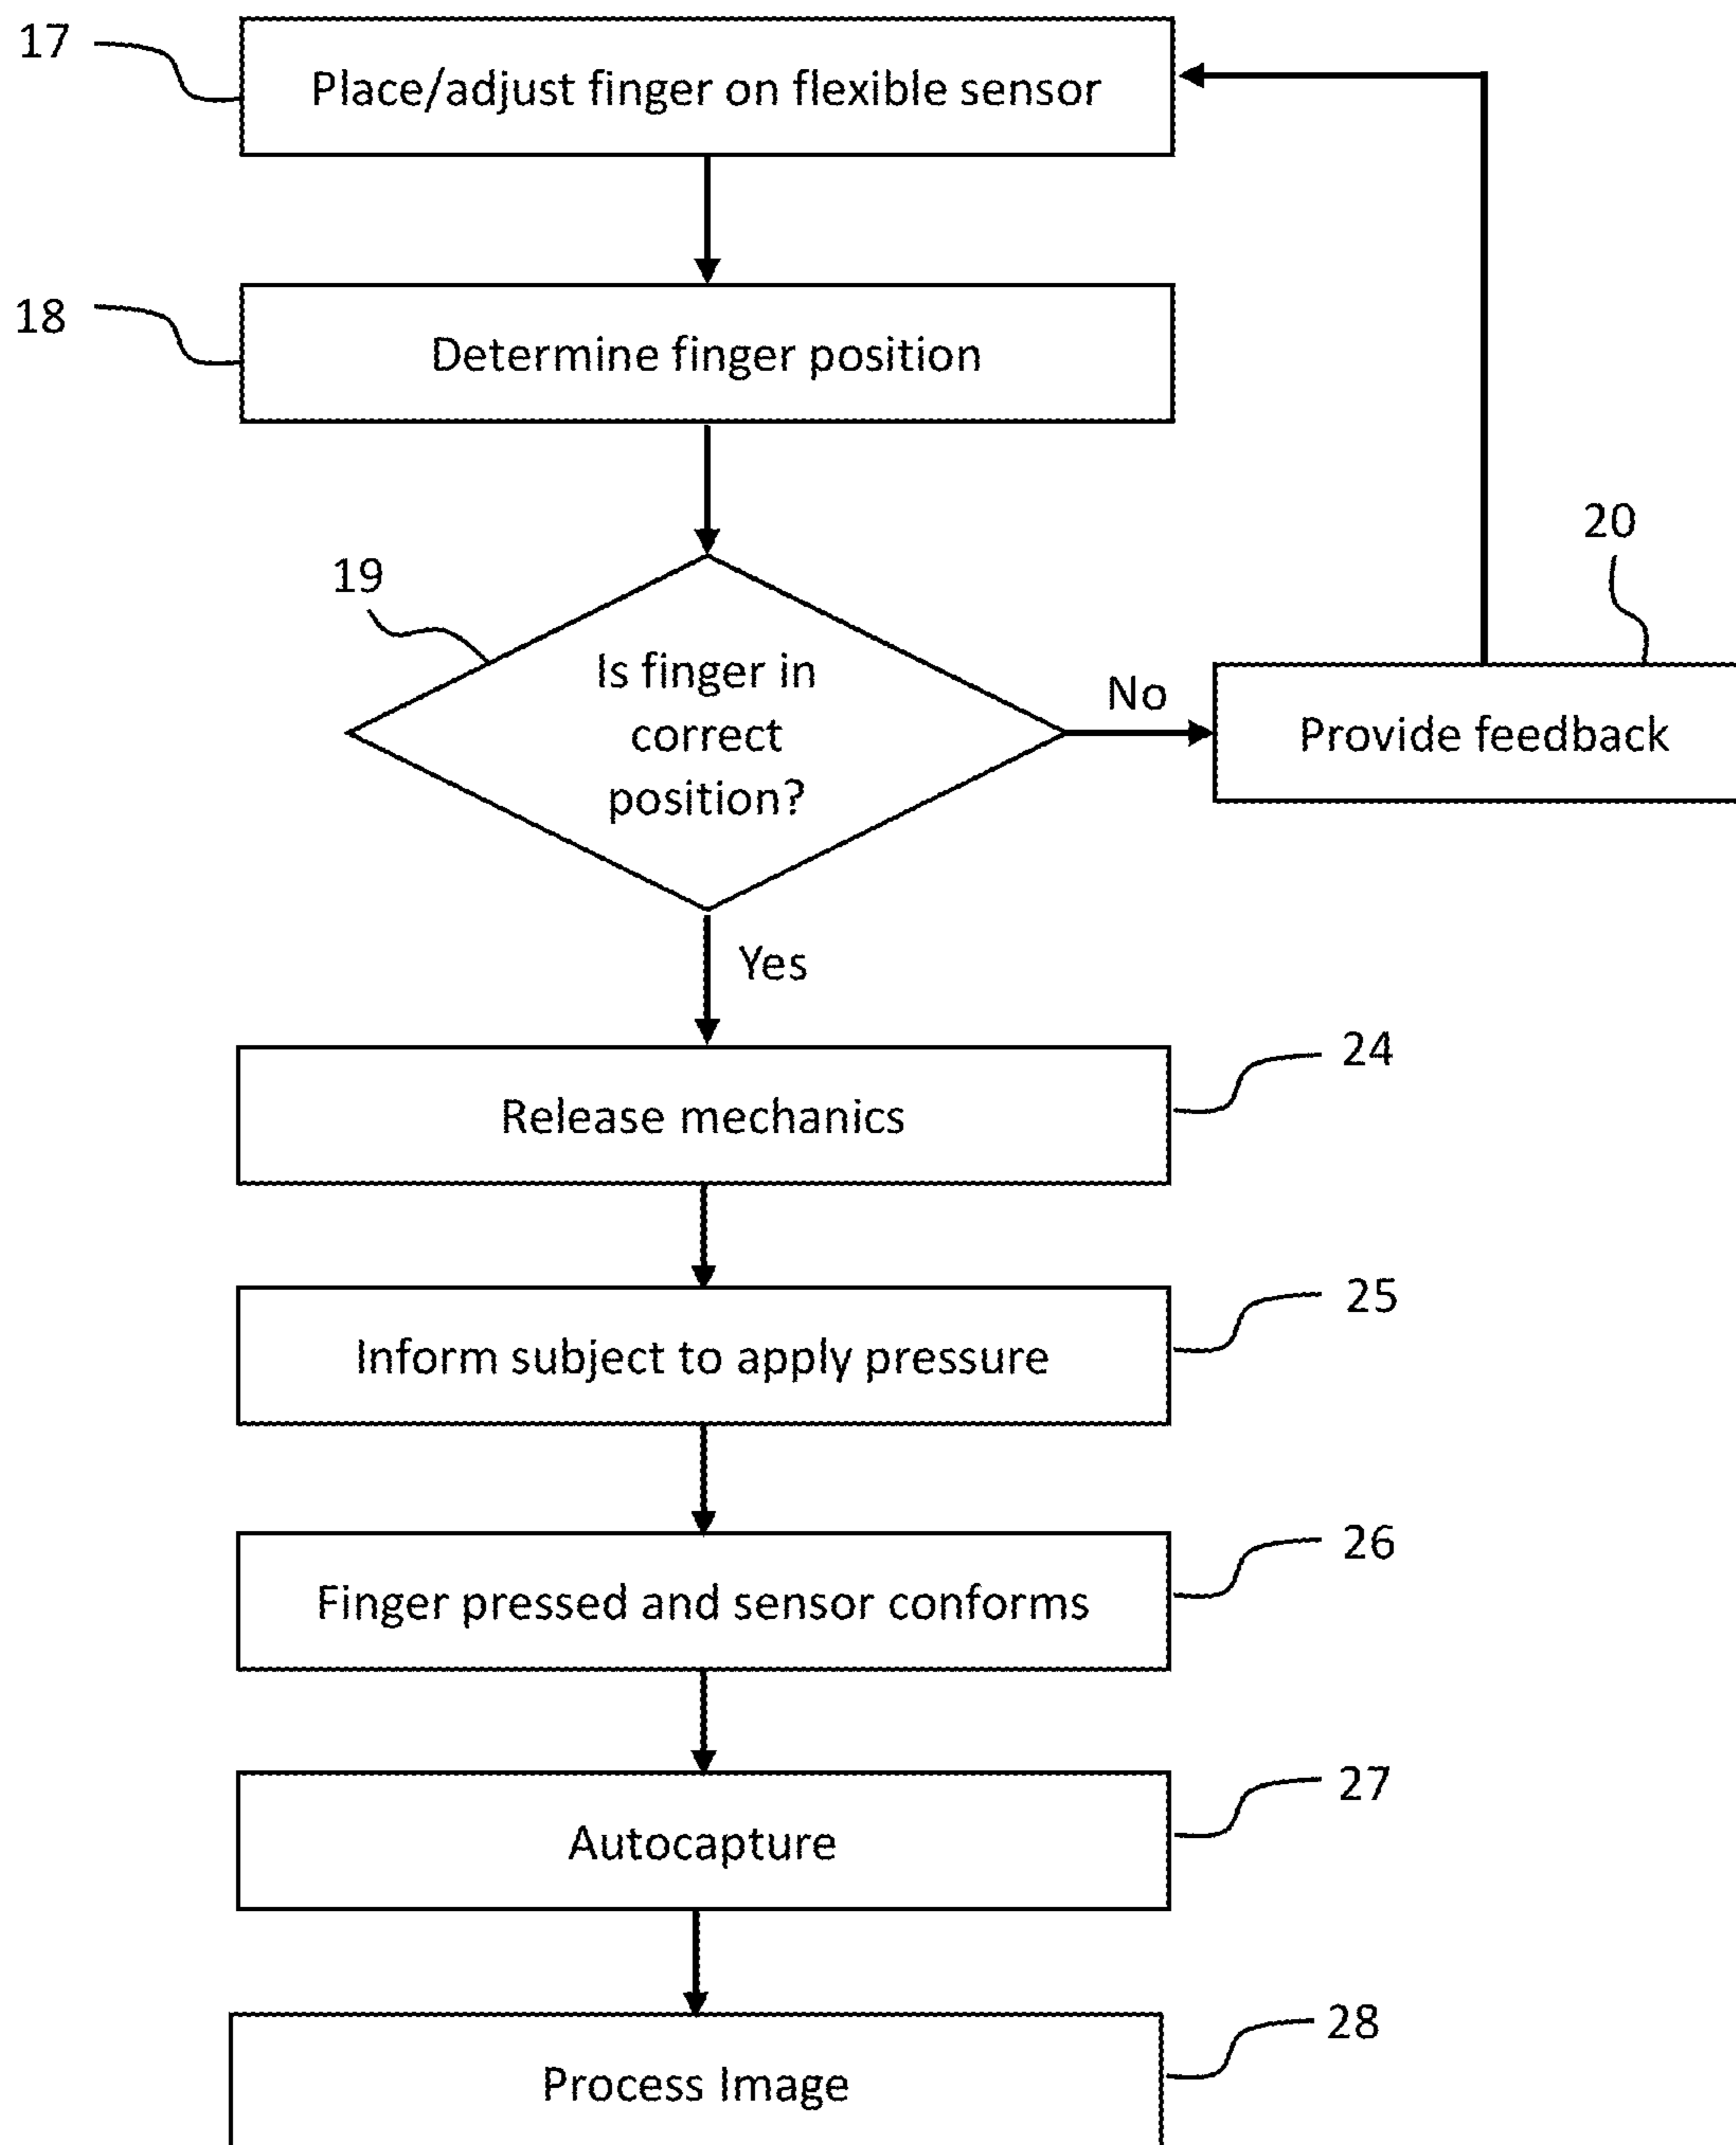 17
Place/adjust finger on flexible sensor
18
Determine finger position
19
Is finger in
correct
position?
No
20
Provide feedback
Yes
24
Release mechanics
25
Inform subject to apply pressure
26
Finger pressed and sensor conforms
27
Autocapture
28
Process Image